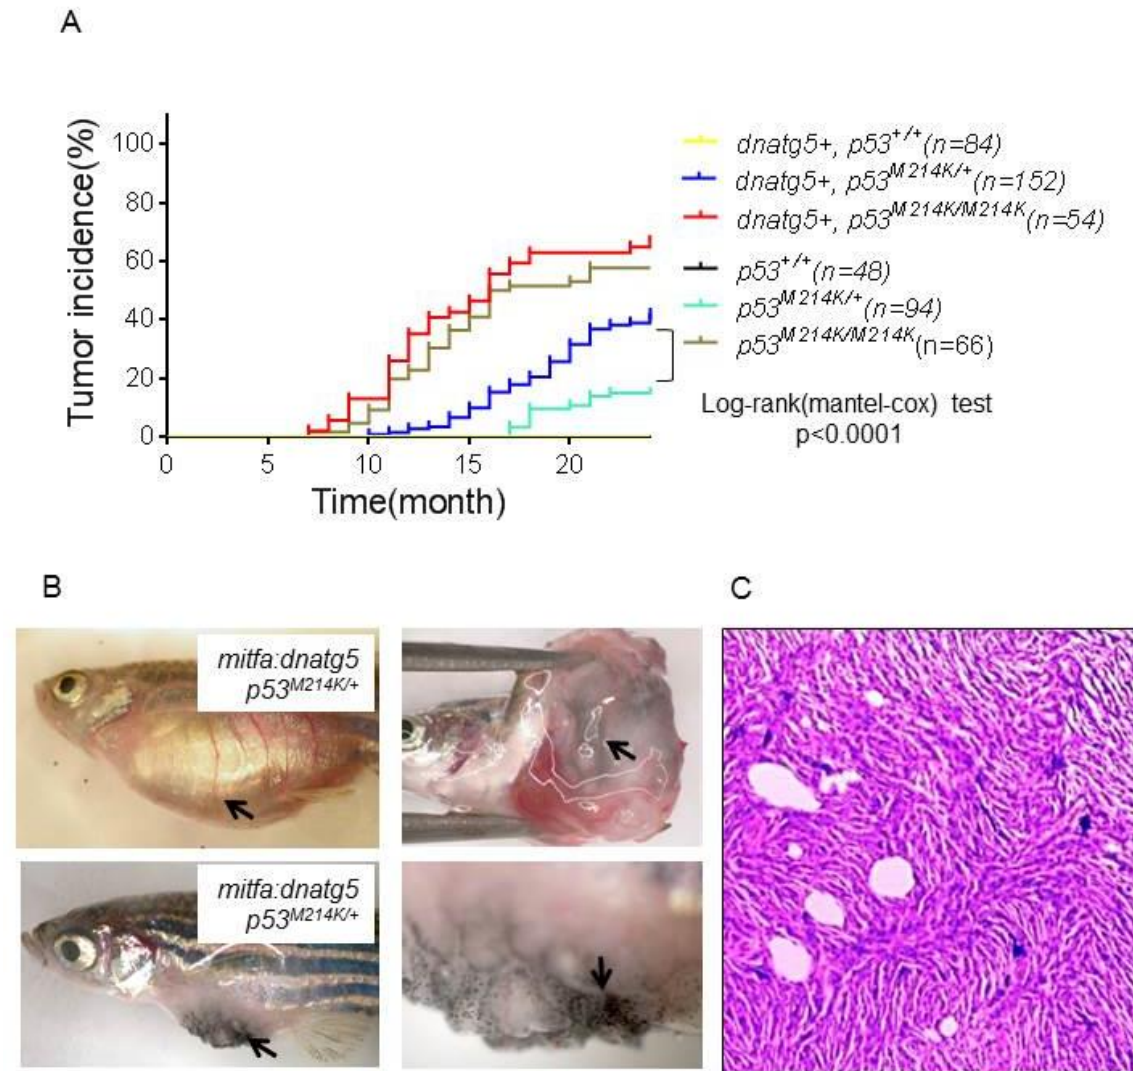 A
Tumor incidence(%)
100
80
60
40
20
0
0 5 10 15 20
Time(month)
dnatg5+, p53+/+(n=84)
dnatg5+, p53M214K/+(n=152)
dnatg5+, p53M214K/M214K(n=54)
p53+/+(n=48)
p53M214K/+(n=94)
p53M214K/M214K(n=66)
Log-rank(mantel-cox) test
p<0.0001
B
mitfa:dnatg5
p53M214K/+
mitfa:dnatg5
p53M214K/+
C